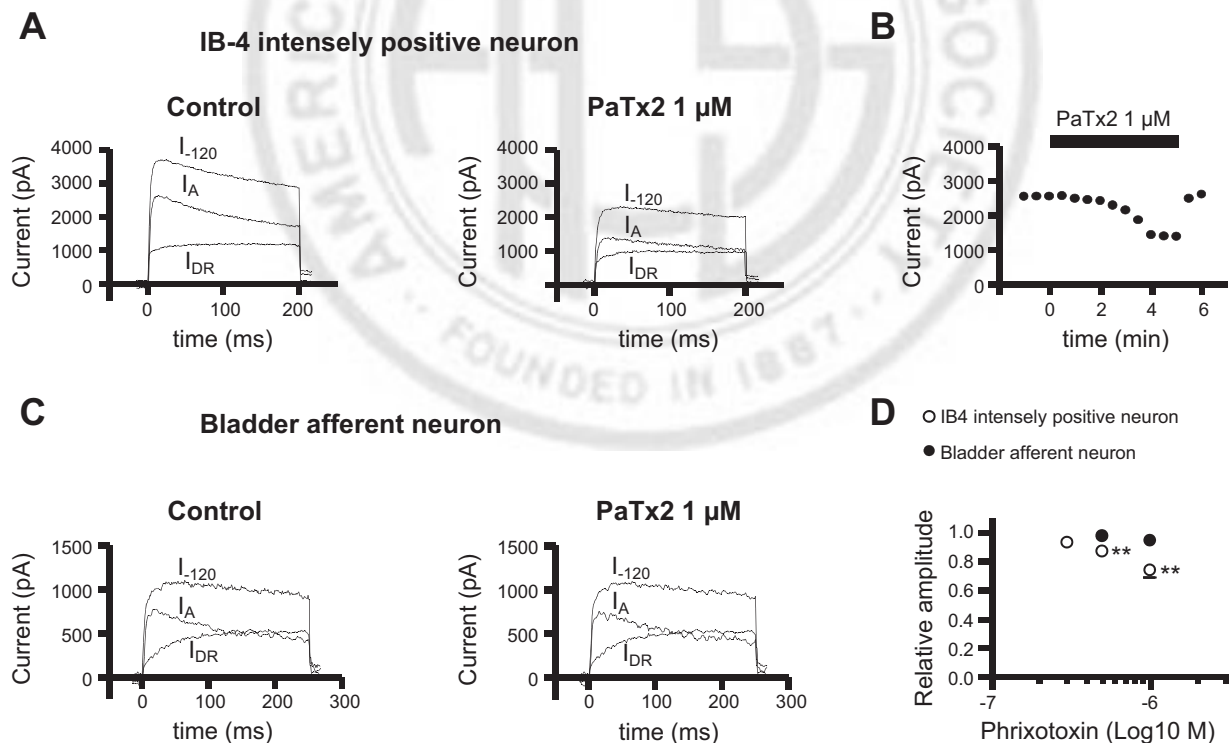 A
IB-4 intensely positive neuron
Control
Current (pA)
4000
3000
2000
1000
0
I-120
IA
IDR
0 100 200
time (ms)
PaTx2 1 µM
Current (pA)
4000
3000
2000
1000
0
I-120
IA
IDR
0 100 200
time (ms)
B
PaTx2 1 µM
Current (pA)
4000
3000
2000
1000
0
0 2 4 6
time (min)
C
Bladder afferent neuron
Control
Current (pA)
1500
1000
500
0
I-120
IA
IDR
0 100 200 300
time (ms)
PaTx2 1 µM
Current (pA)
1500
1000
500
0
I-120
IA
IDR
0 100 200 300
time (ms)
D
IB4 intensely positive neuron
Bladder afferent neuron
Relative amplitude
1.0
0.8
0.6
0.4
0.2
0.0
**
**
-7 -6
Phrixotoxin (Log10 M)
FOUNDED IN 1887